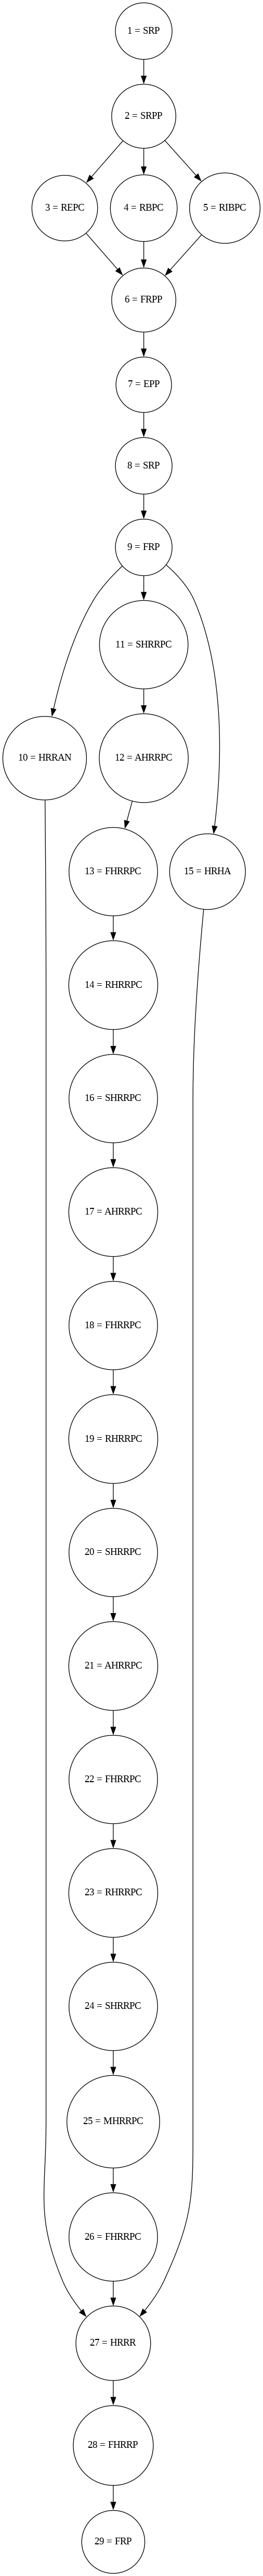 1 = SRP
2 = SRPP
3 = REPC
4 = RBPC
5 = RIBPC
6 = FRPP
7 = EPP
8 = SRP
9 = FRP
11 = SHRRPC
10 = HRRAN
12 = AHRRPC
13 = FHRRPC
15 = HRHA
14 = RHRRPC
16 = SHRRPC
17 = AHRRPC
18 = FHRRPC
19 = RHRRPC
20 = SHRRPC
21 = AHRRPC
22 = FHRRPC
23 = RHRRPC
24 = SHRRPC
25 = MHRRPC
26 = FHRRPC
27 = HRRR
28 = FHRRP
29 = FRP